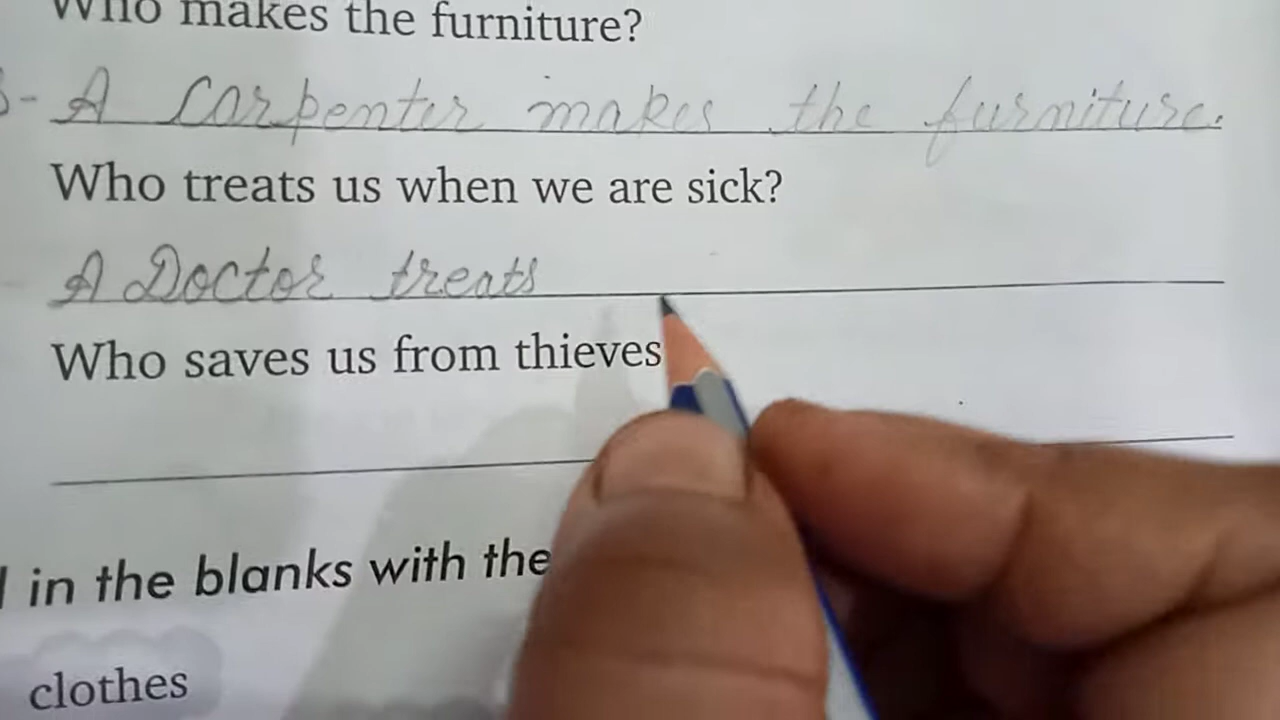 Who makes the furniture?
A Carpenter makes the furniture.
Who treats us when we are sick?
A Doctor treats
Who saves us from thieves
in the blanks with the
clothes